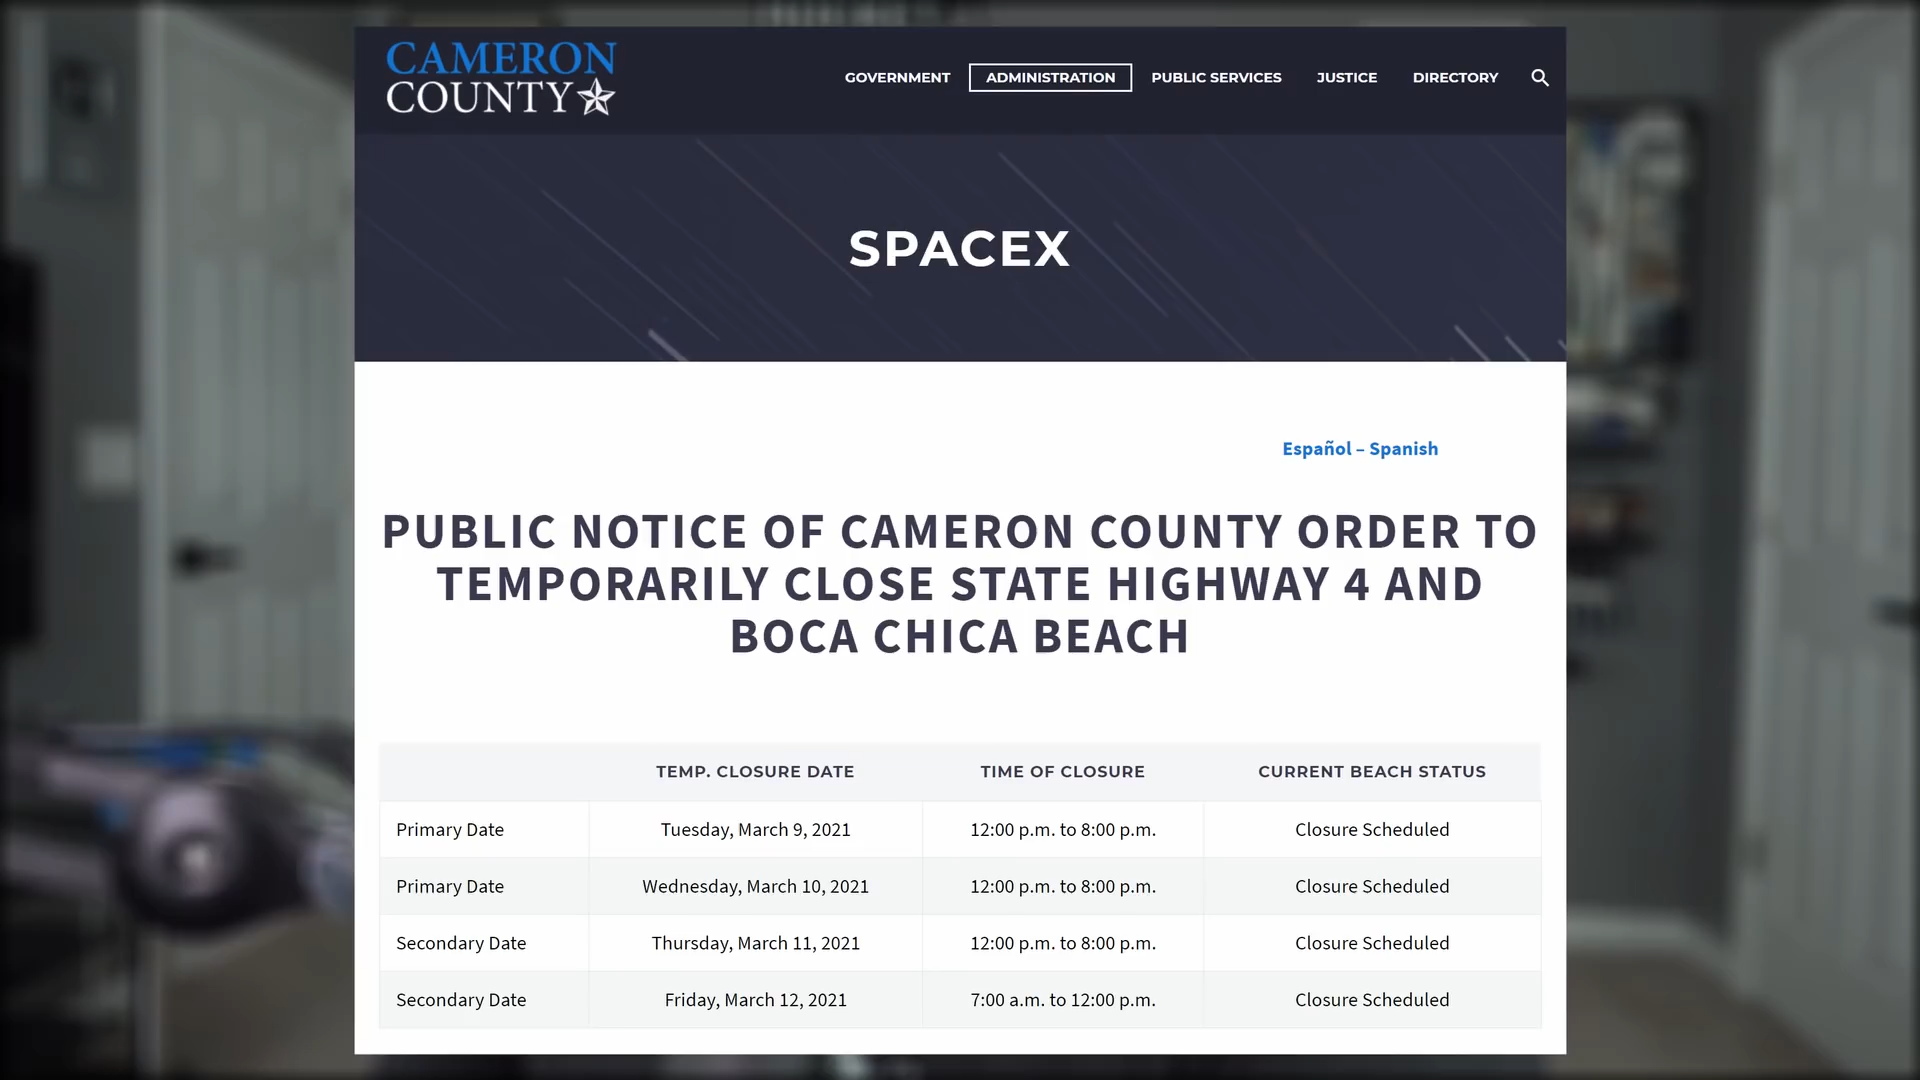 CAMERON
COUNTY
GOVERNMENT ADMINISTRATION PUBLIC SERVICES JUSTICE DIRECTORY
SPACEX
Español – Spanish
PUBLIC NOTICE OF CAMERON COUNTY ORDER TO
TEMPORARILY CLOSE STATE HIGHWAY 4 AND
BOCA CHICA BEACH
TEMP. CLOSURE DATE TIME OF CLOSURE CURRENT BEACH STATUS
Primary Date Tuesday, March 9, 2021 12:00 p.m. to 8:00 p.m. Closure Scheduled
Primary Date Wednesday, March 10, 2021 12:00 p.m. to 8:00 p.m. Closure Scheduled
Secondary Date Thursday, March 11, 2021 12:00 p.m. to 8:00 p.m. Closure Scheduled
Secondary Date Friday, March 12, 2021 7:00 a.m. to 12:00 p.m. Closure Scheduled